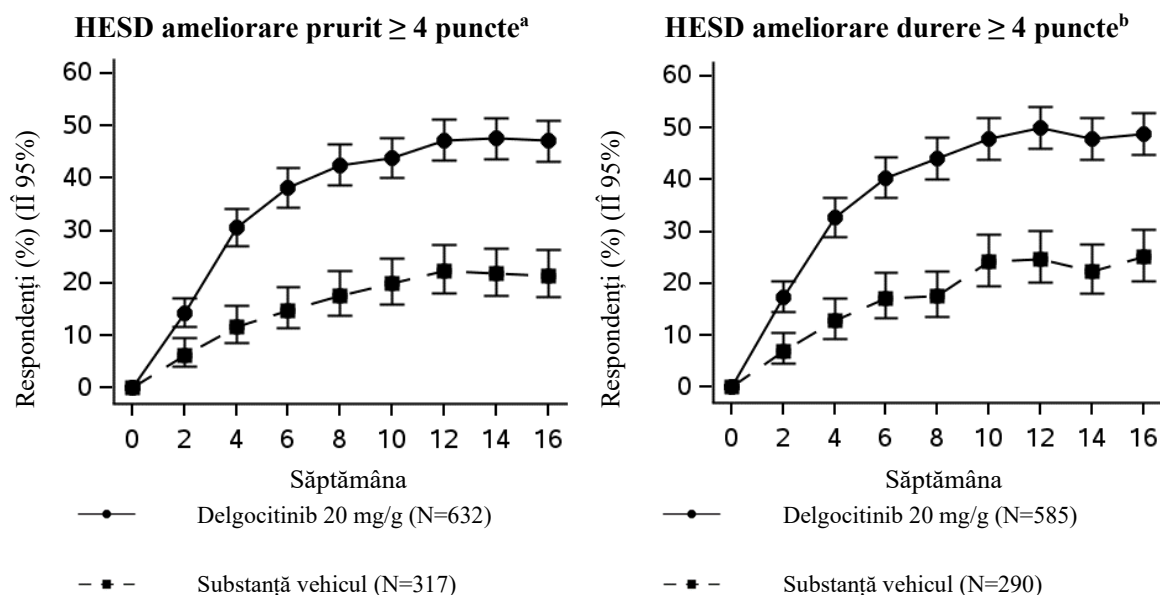 HESD ameliorare prurit ≥ 4 puncteᵃ
Respondenți (%) (IÎ 95%)
60
50
40
30
20
10
0
0 2 4 6 8 10 12 14 16
Săptămâna
Delgocitinib 20 mg/g (N=632)
Substanță vehicul (N=317)
HESD ameliorare durere ≥ 4 puncteᵇ
Respondenți (%) (IÎ 95%)
60
50
40
30
20
10
0
0 2 4 6 8 10 12 14 16
Săptămâna
Delgocitinib 20 mg/g (N=585)
Substanță vehicul (N=290)